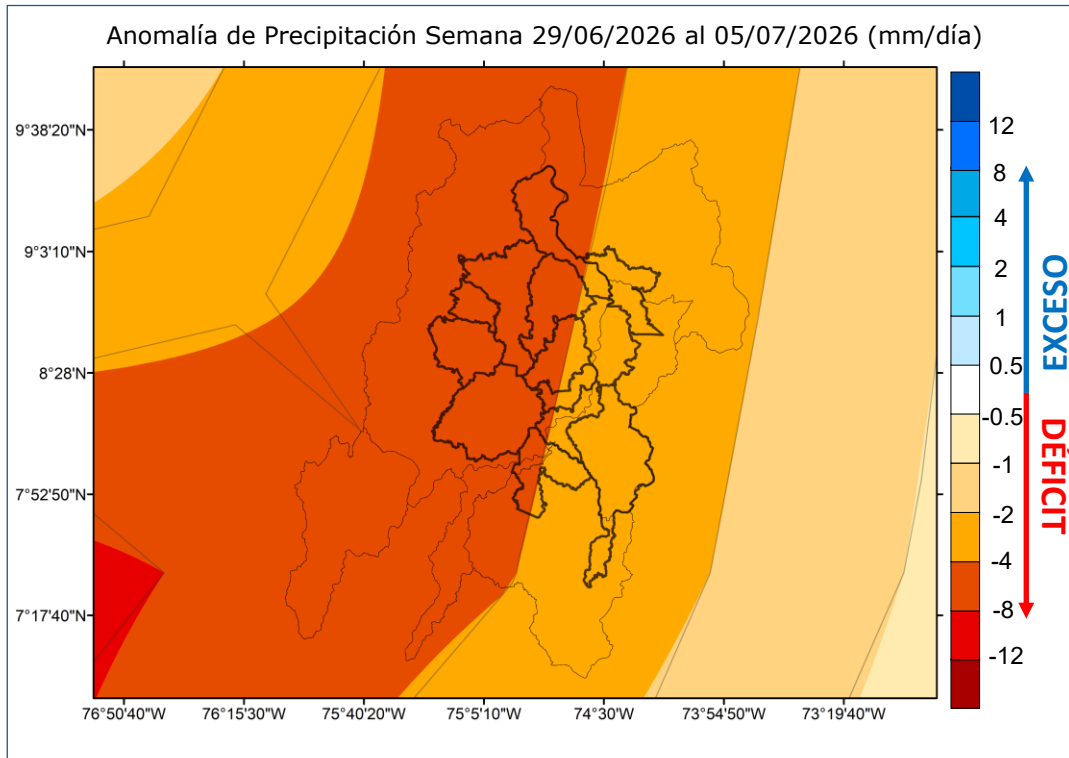 Anomalía de Precipitación Semana 29/06/2026 al 05/07/2026 (mm/día)
9°38'20"N
9°3'10"N
8°28'N
7°52'50"N
7°17'40"N
76°50'40"W
76°15'30"W
75°40'20"W
75°5'10"W
74°30'W
73°54'50"W
73°19'40"W
12
8
4
2
1
0.5
-0.5
-1
-2
-4
-8
-12
EXCESO
DÉFICIT